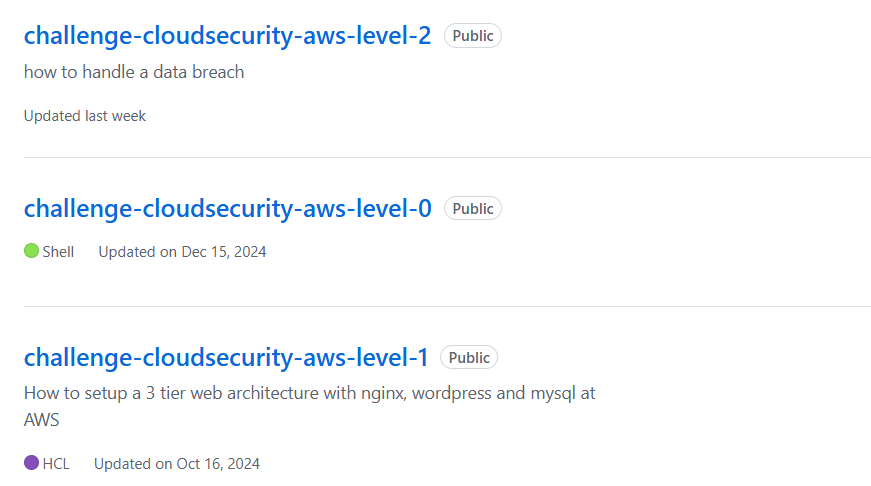 challenge-cloudsecurity-aws-level-2 Public
how to handle a data breach
Updated last week
challenge-cloudsecurity-aws-level-0 Public
Shell Updated on Dec 15, 2024
challenge-cloudsecurity-aws-level-1 Public
How to setup a 3 tier web architecture with nginx, wordpress and mysql at
AWS
HCL Updated on Oct 16, 2024